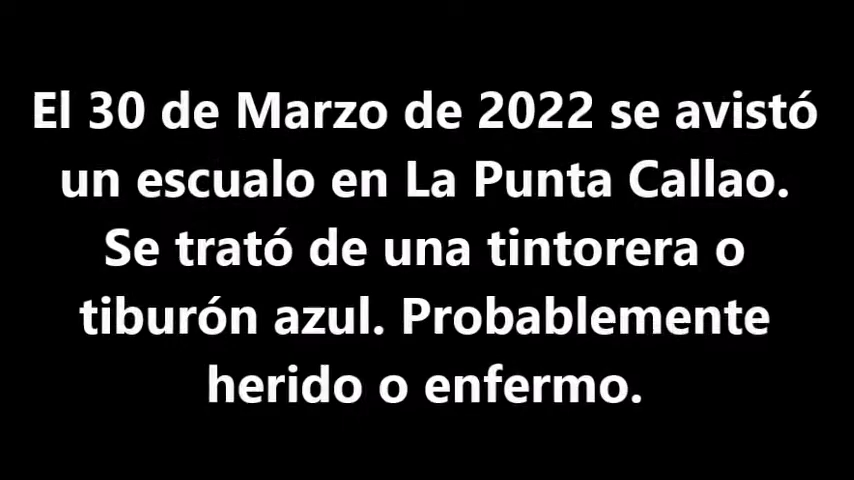 El 30 de Marzo de 2022 se avistó
un escualo en La Punta Callao.
Se trató de una tintorera o
tiburón azul. Probablemente
herido o enfermo.